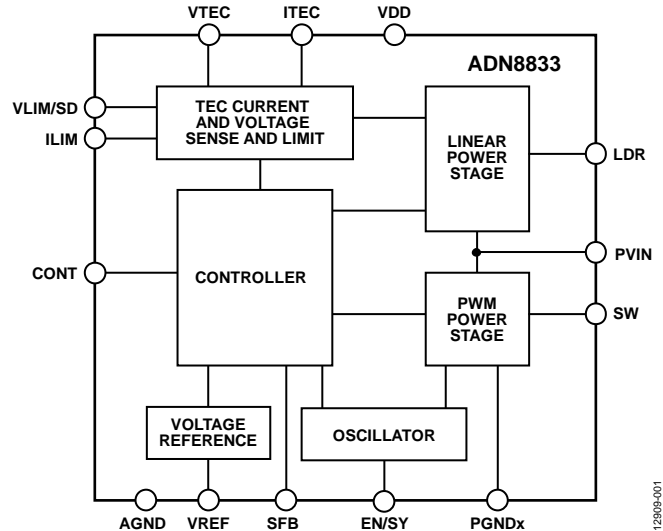 VTEC
ITEC
VDD
ADN8833
VLIM/SD
ILIM
TEC CURRENT
AND VOLTAGE
SENSE AND LIMIT
LINEAR
POWER
STAGE
LDR
CONT
CONTROLLER
PVIN
PWM
POWER
STAGE
SW
VOLTAGE
REFERENCE
OSCILLATOR
AGND
VREF
SFB
EN/SY
PGNDx
12909-001